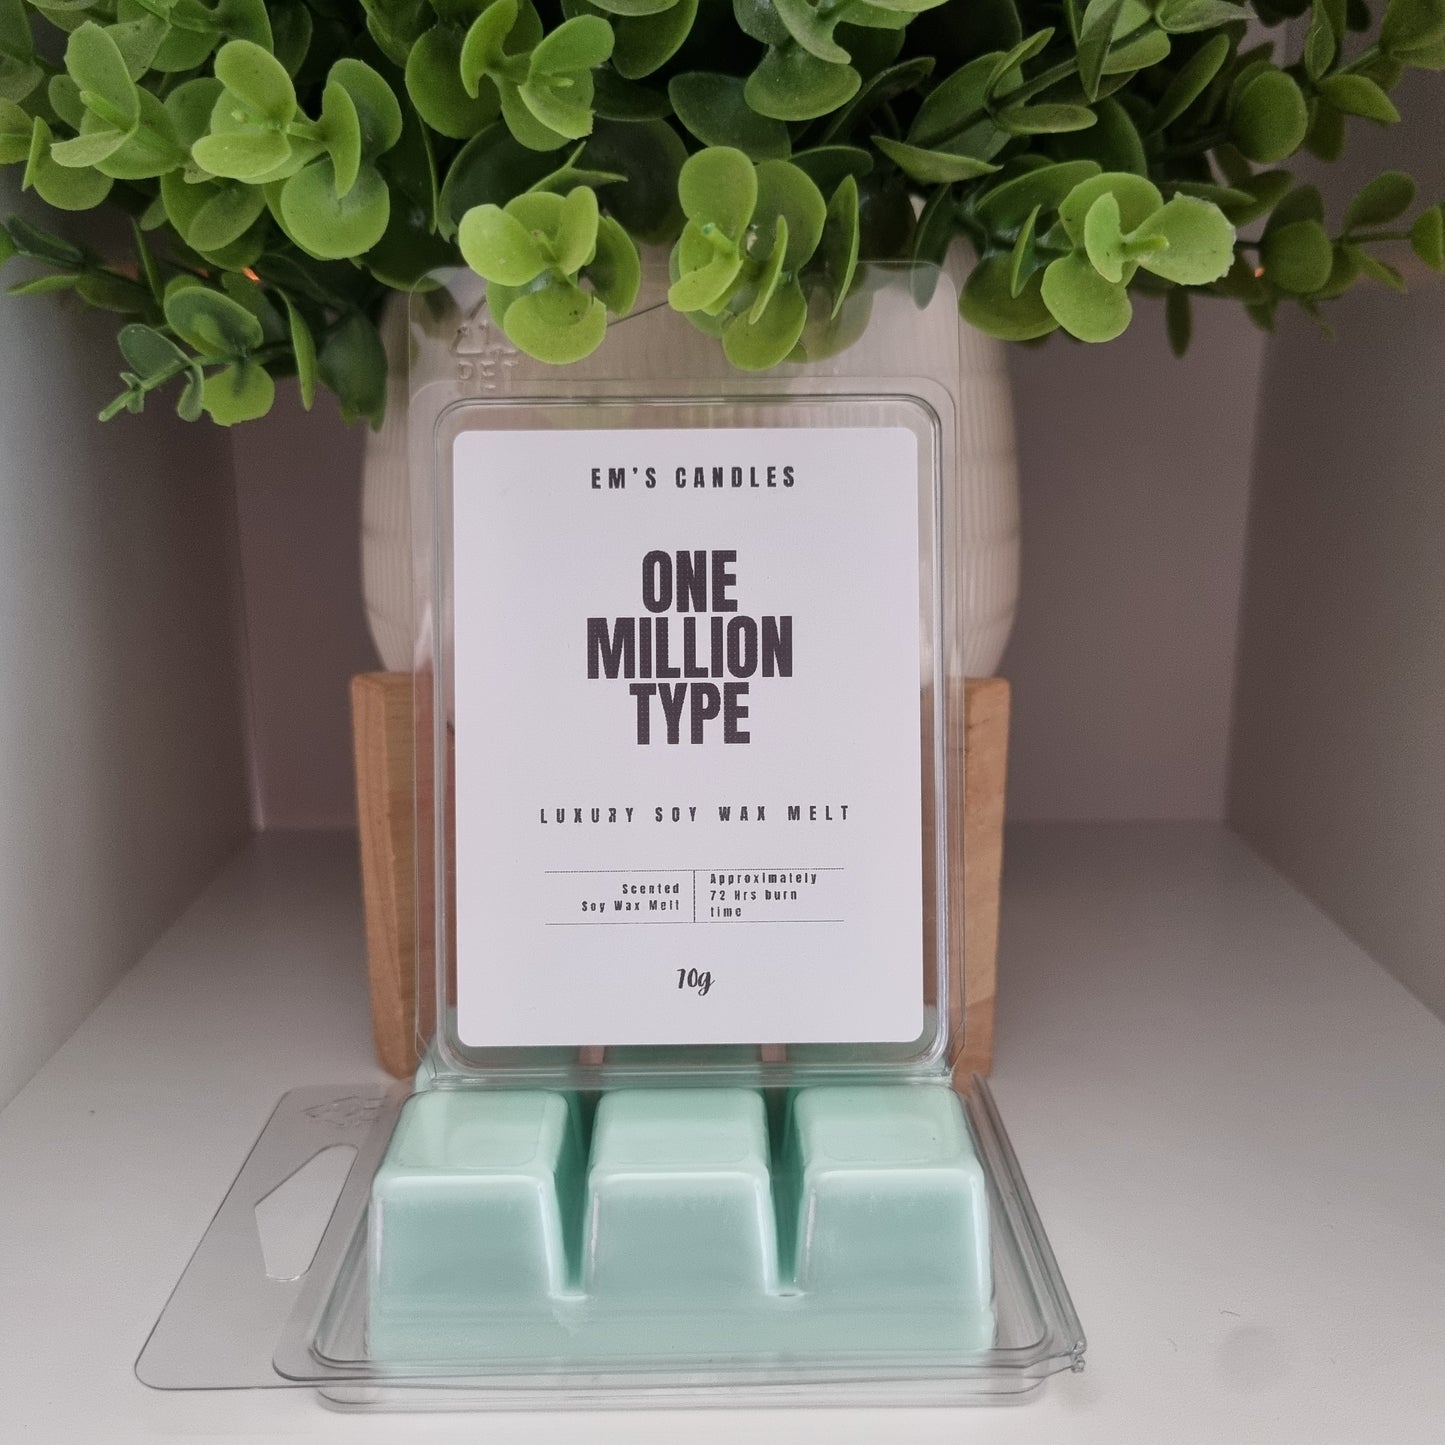 PET
EM'S CANDLES
ONE
MILLION
TYPE
LUXURY SOY WAX MELT
Scented
Soy Wax Melt
Approximately
72 Hrs burn
time
70g